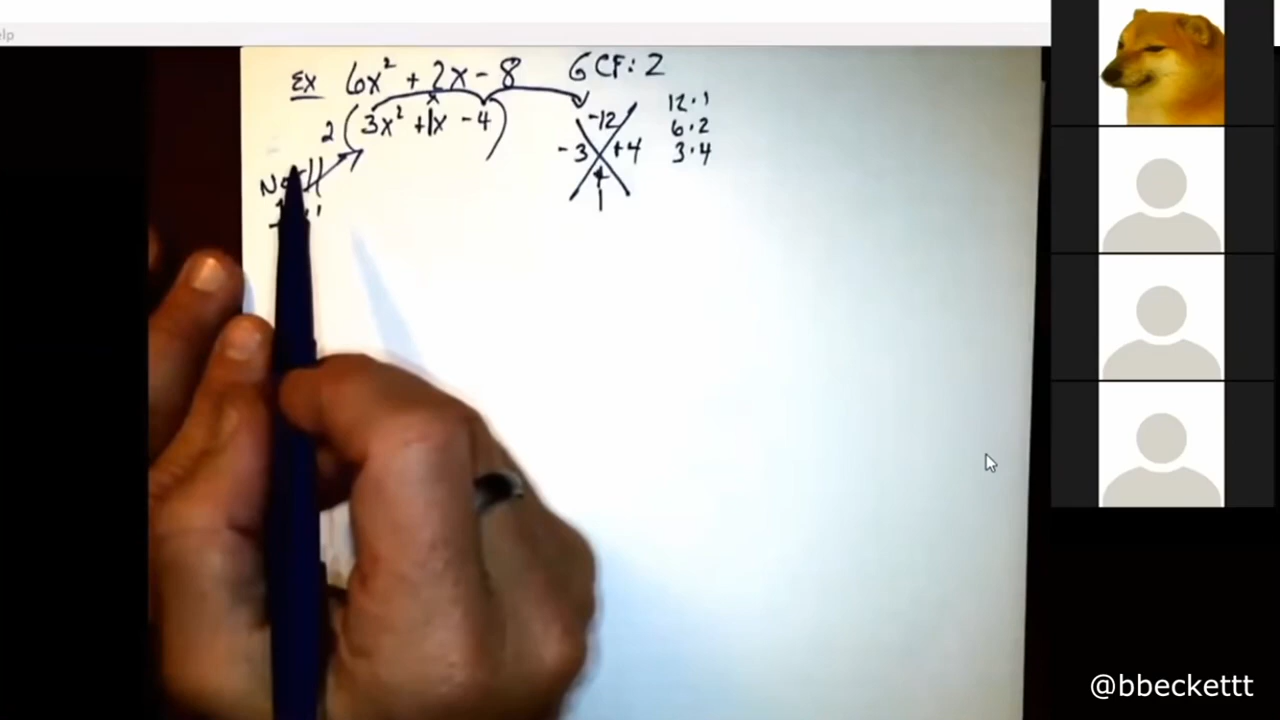 elp
Ex 6x² + 2x - 8 GCF: 2
2 (3x² + 1x - 4)
-12
-3 +4
1
12·1
6·2
3·4
@bbeckettt